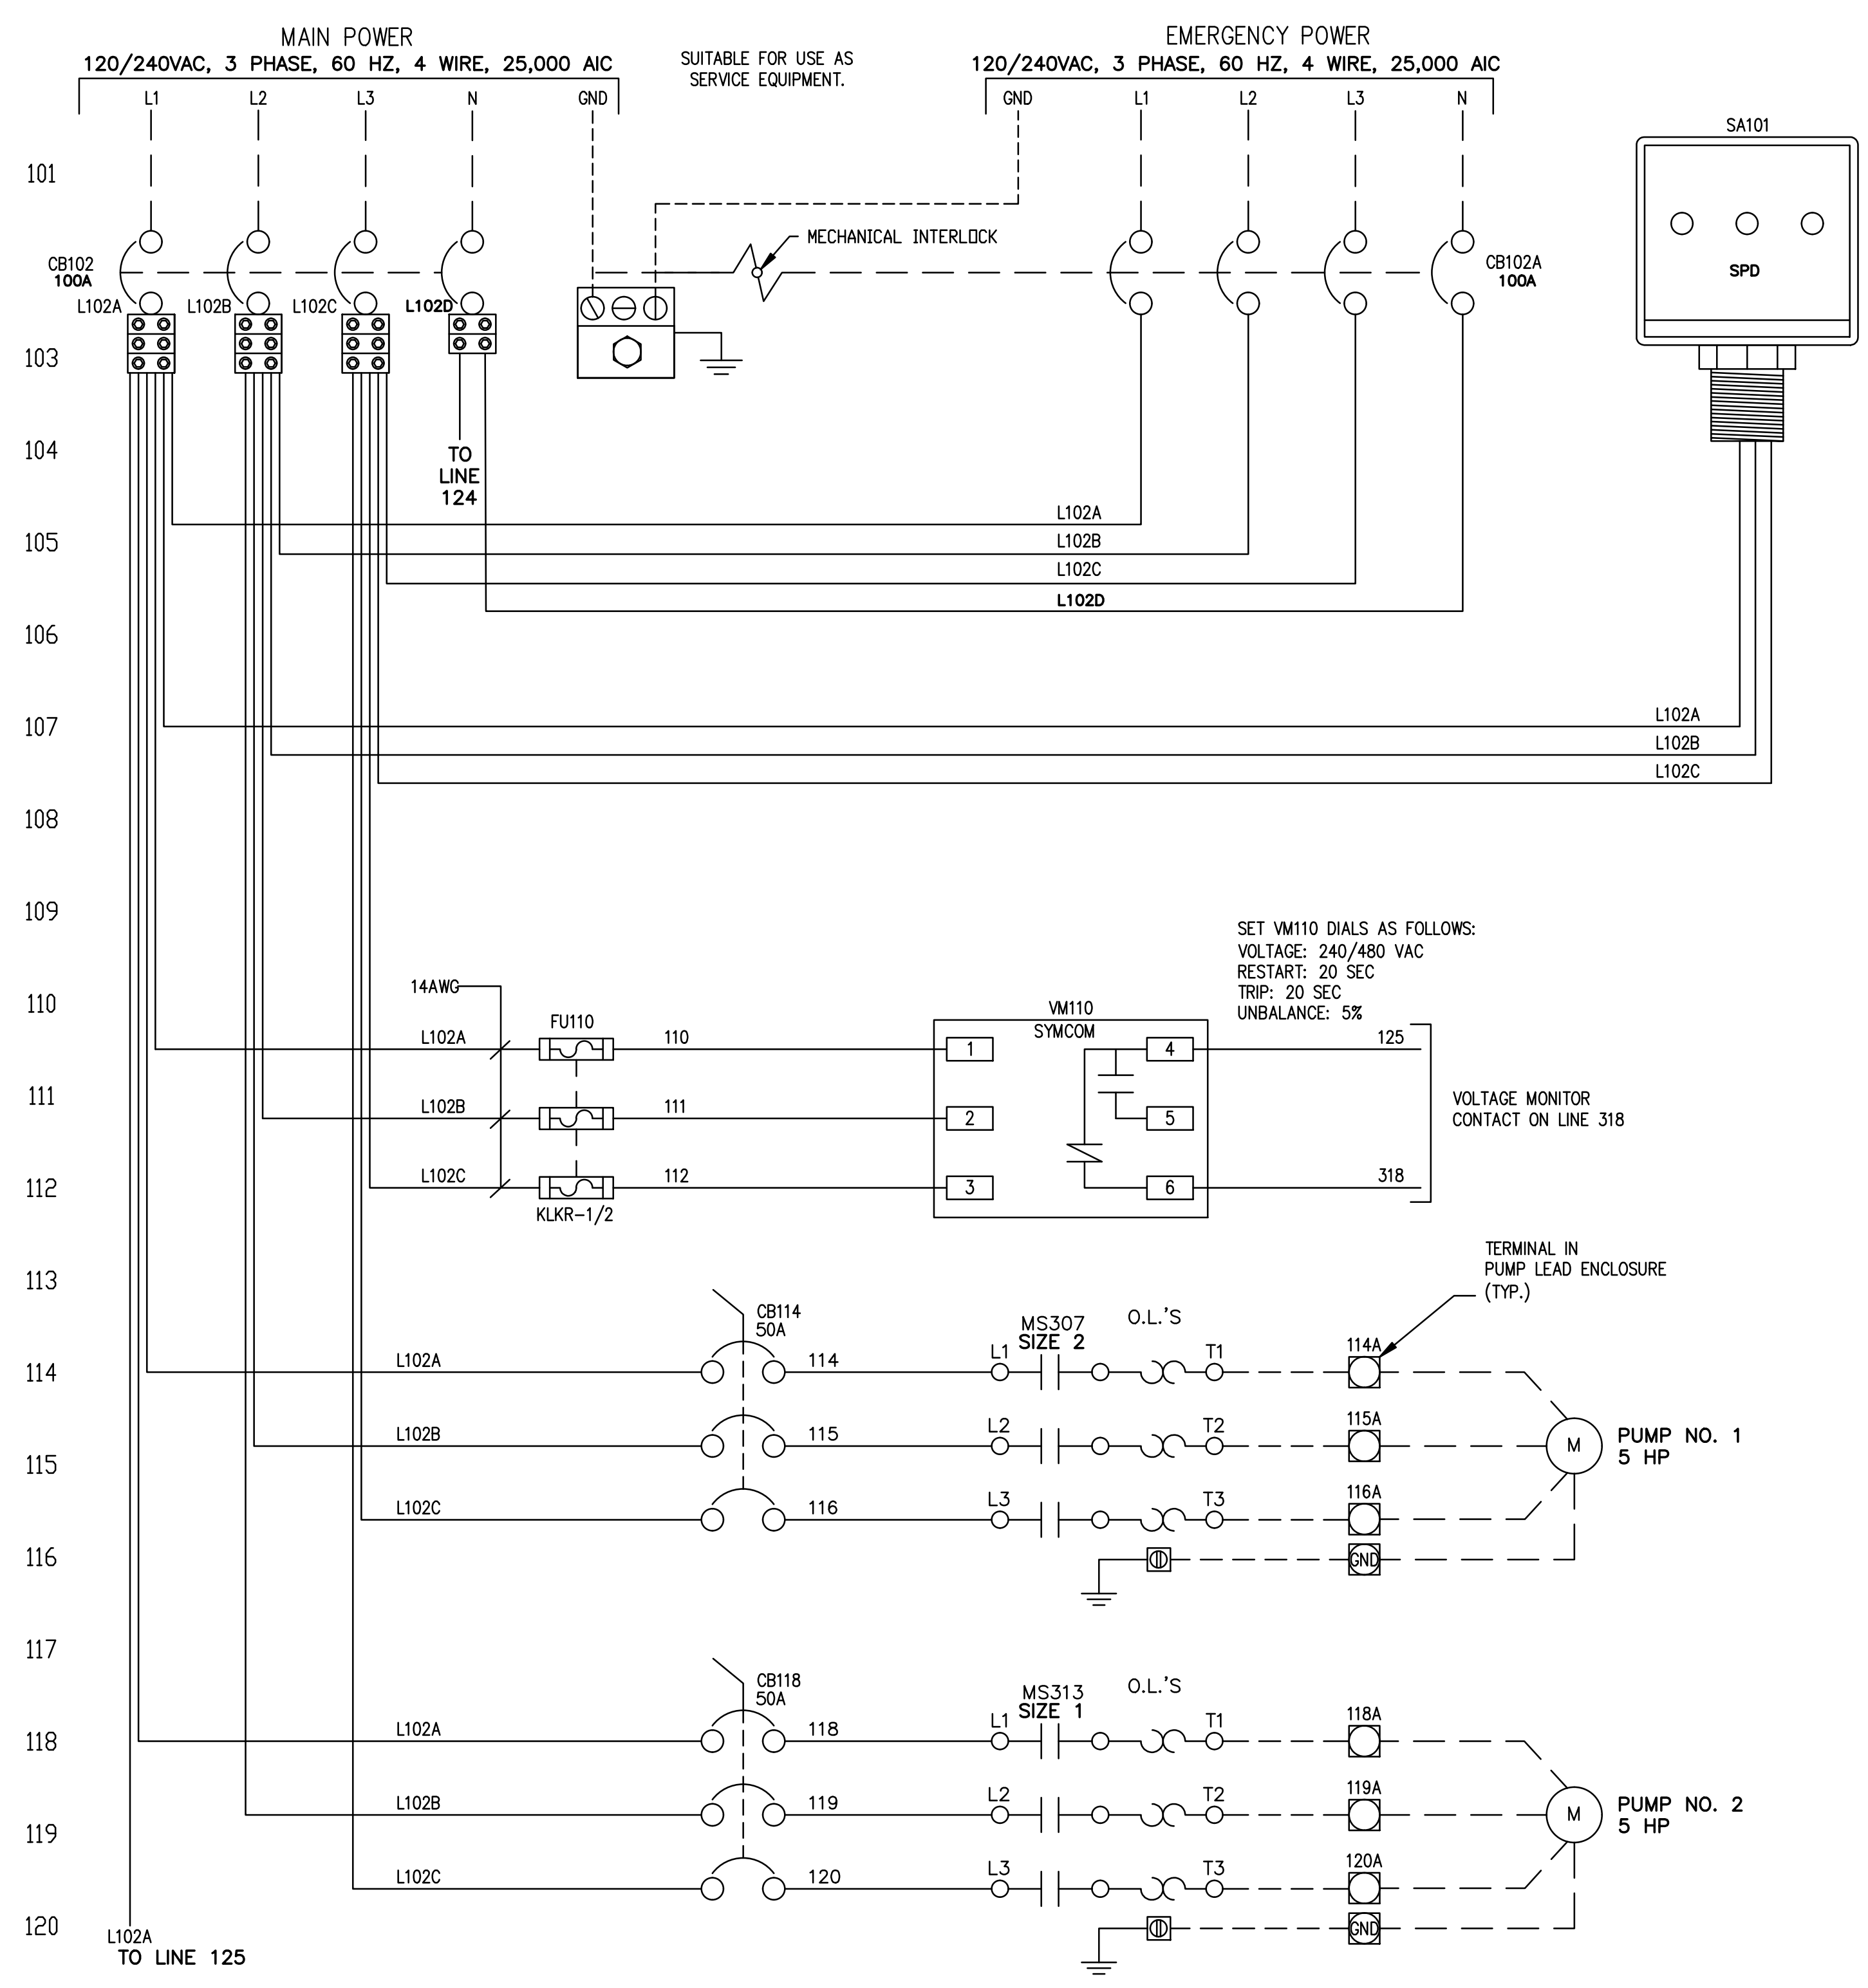 MAIN POWER
120/240VAC, 3 PHASE, 60 HZ, 4 WIRE, 25,000 AIC
L1 L2 L3 N GND
SUITABLE FOR USE AS
SERVICE EQUIPMENT.
EMERGENCY POWER
120/240VAC, 3 PHASE, 60 HZ, 4 WIRE, 25,000 AIC
GND L1 L2 L3 N
SA101
SPD
101
MECHANICAL INTERLOCK
CB102
100A
L102A L102B L102C L102D
CB102A
100A
103
104
TO
LINE
124
L102A
105
L102B
L102C
L102D
106
107
L102A
L102B
L102C
108
109
SET VM110 DIALS AS FOLLOWS:
VOLTAGE: 240/480 VAC
RESTART: 20 SEC
TRIP: 20 SEC
UNBALANCE: 5%
14AWG
110
FU110
VM110
SYMCOM
L102A 110 1 4 125
111
L102B 111 2 5
VOLTAGE MONITOR
CONTACT ON LINE 318
112
L102C 112 3 6 318
KLKR-1/2
113
TERMINAL IN
PUMP LEAD ENCLOSURE
(TYP.)
CB114
50A
MS307
SIZE 2
O.L.'S
114
L102A 114 L1 T1 114A
115
L102B 115 L2 T2 115A
M
PUMP NO. 1
5 HP
L102C 116 L3 T3 116A
116
GND
117
CB118
50A
MS313
SIZE 1
O.L.'S
118
L102A 118 L1 T1 118A
119
L102B 119 L2 T2 119A
M
PUMP NO. 2
5 HP
L102C 120 L3 T3 120A
120
GND
L102A
TO LINE 125